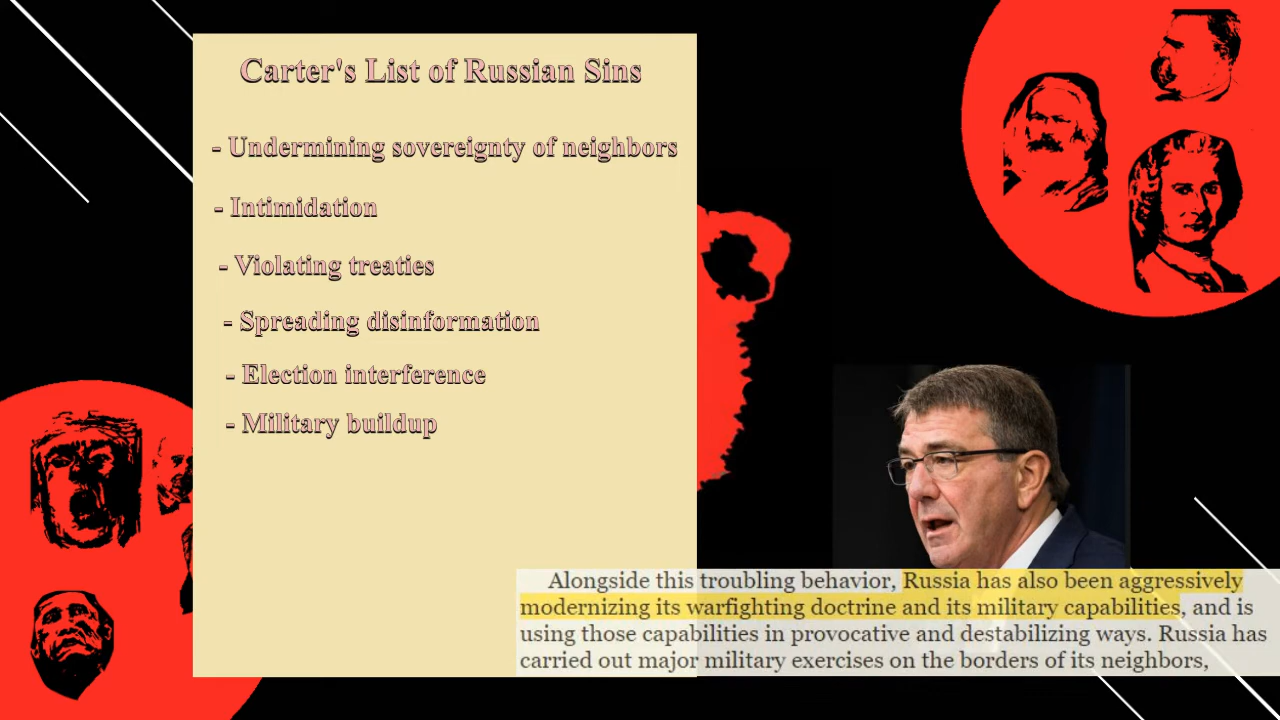 Carter's List of Russian Sins
- Undermining sovereignty of neighbors
- Intimidation
- Violating treaties
- Spreading disinformation
- Election interference
- Military buildup
Alongside this troubling behavior, Russia has also been aggressively
modernizing its warfighting doctrine and its military capabilities, and is
using those capabilities in provocative and destabilizing ways. Russia has
carried out major military exercises on the borders of its neighbors,